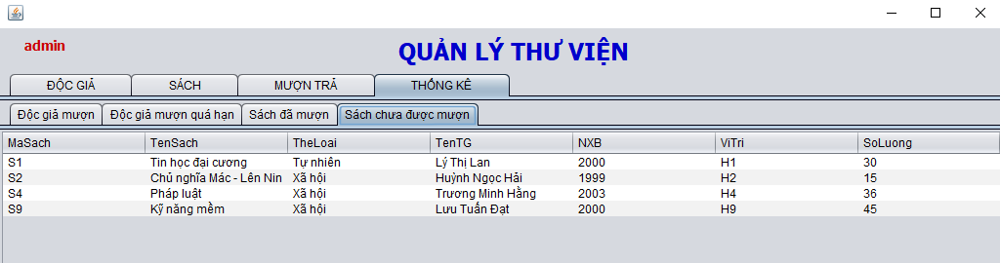 admin
QUẢN LÝ THƯ VIỆN
ĐỘC GIẢ SÁCH MƯỢN TRẢ THỐNG KÊ
Độc giả mượn Độc giả mượn quá hạn Sách đã mượn Sách chưa được mượn
MaSach TenSach TheLoai TenTG NXB ViTri SoLuong
S1 Tin học đại cương Tự nhiên Lý Thị Lan 2000 H1 30
S2 Chủ nghĩa Mác - Lên Nin Xã hội Huỳnh Ngọc Hải 1999 H2 15
S4 Pháp luật Xã hội Trương Minh Hằng 2003 H4 36
S9 Kỹ năng mềm Xã hội Lưu Tuấn Đạt 2000 H9 45